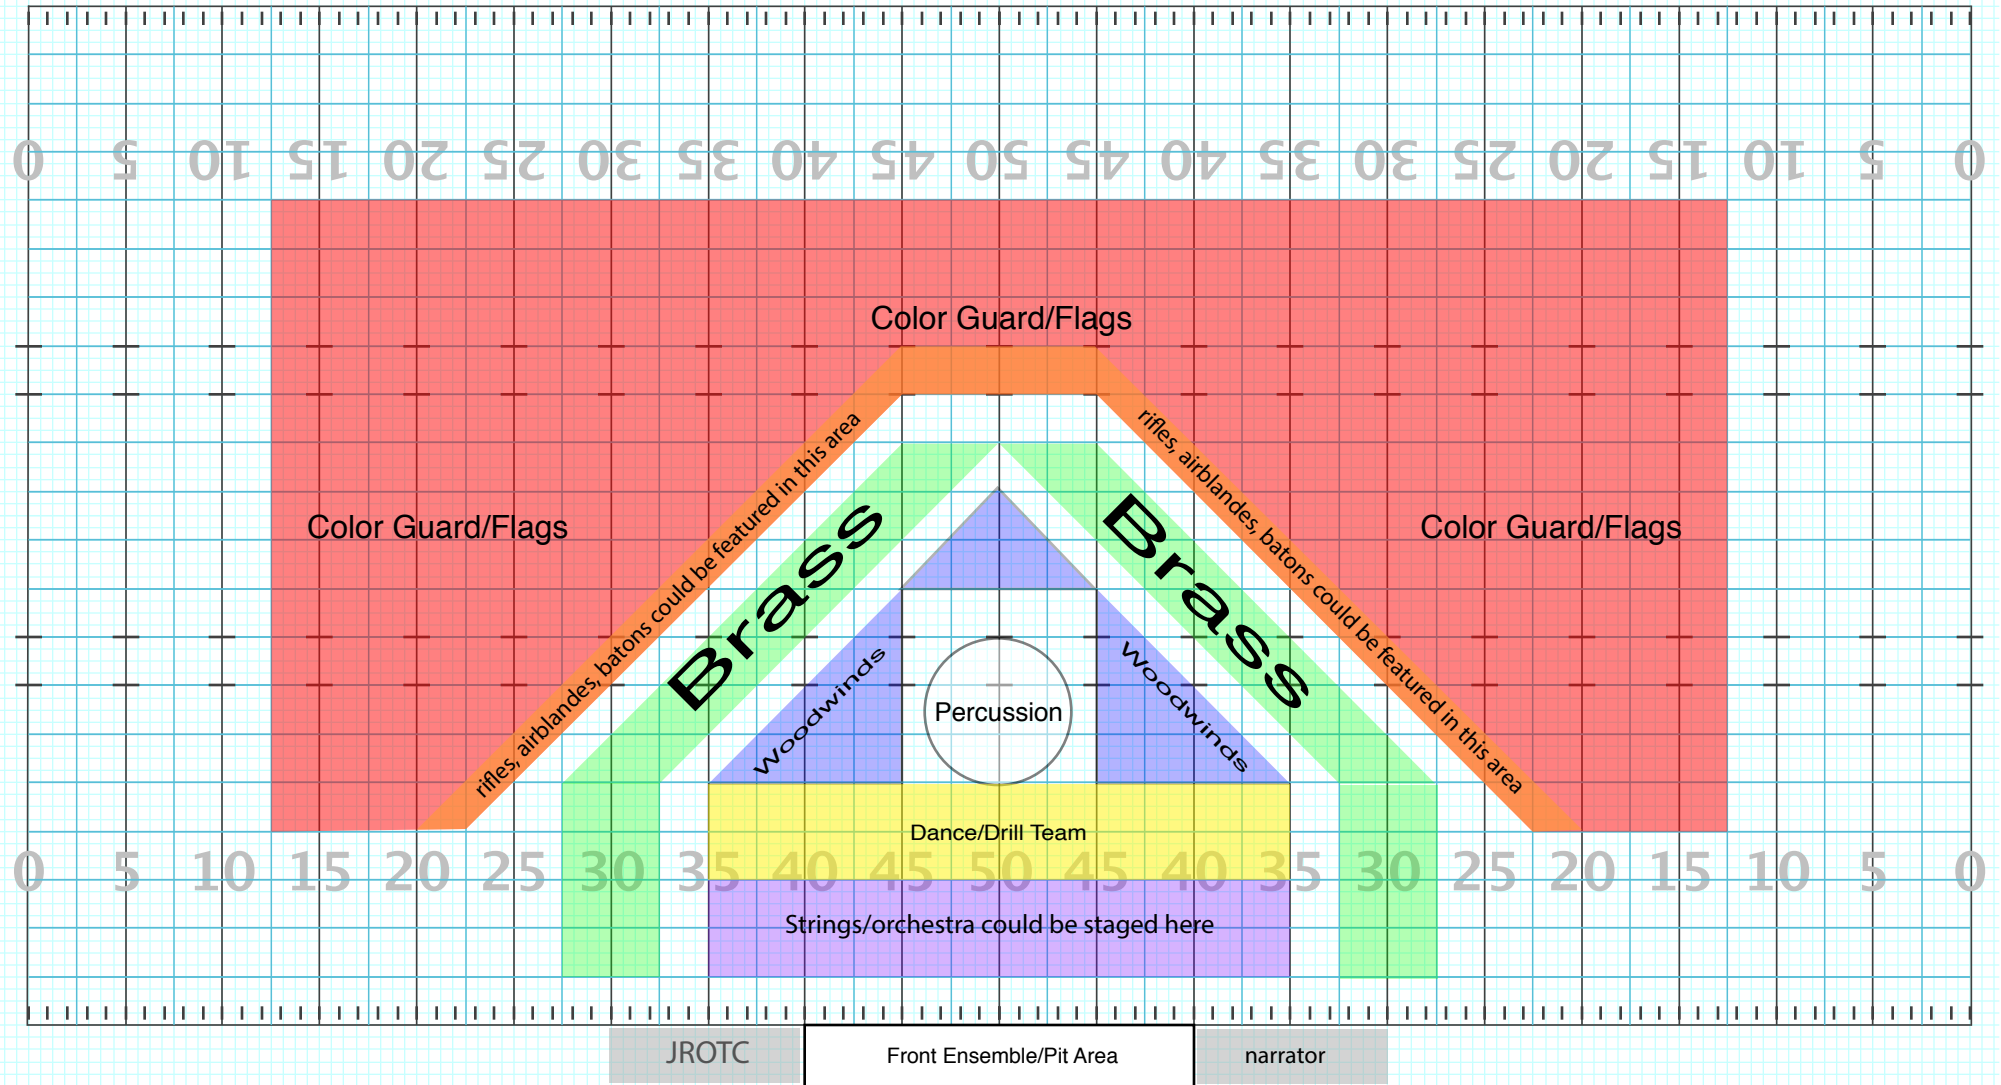 0 5 10 15 20 25 30 35 40 45 50 45 40 35 30 25 20 15 10 5 0
Color Guard/Flags
rifles, airblandes, batons could be featured in this area
rifles, airblandes, batons could be featured in this area
Color Guard/Flags
Brass
Brass
Color Guard/Flags
Woodwinds
Woodwinds
Percussion
Dance/Drill Team
0 5 10 15 20 25 30 35 40 45 50 45 40 35 30 25 20 15 10 5 0
Strings/orchestra could be staged here
JROTC
Front Ensemble/Pit Area
narrator